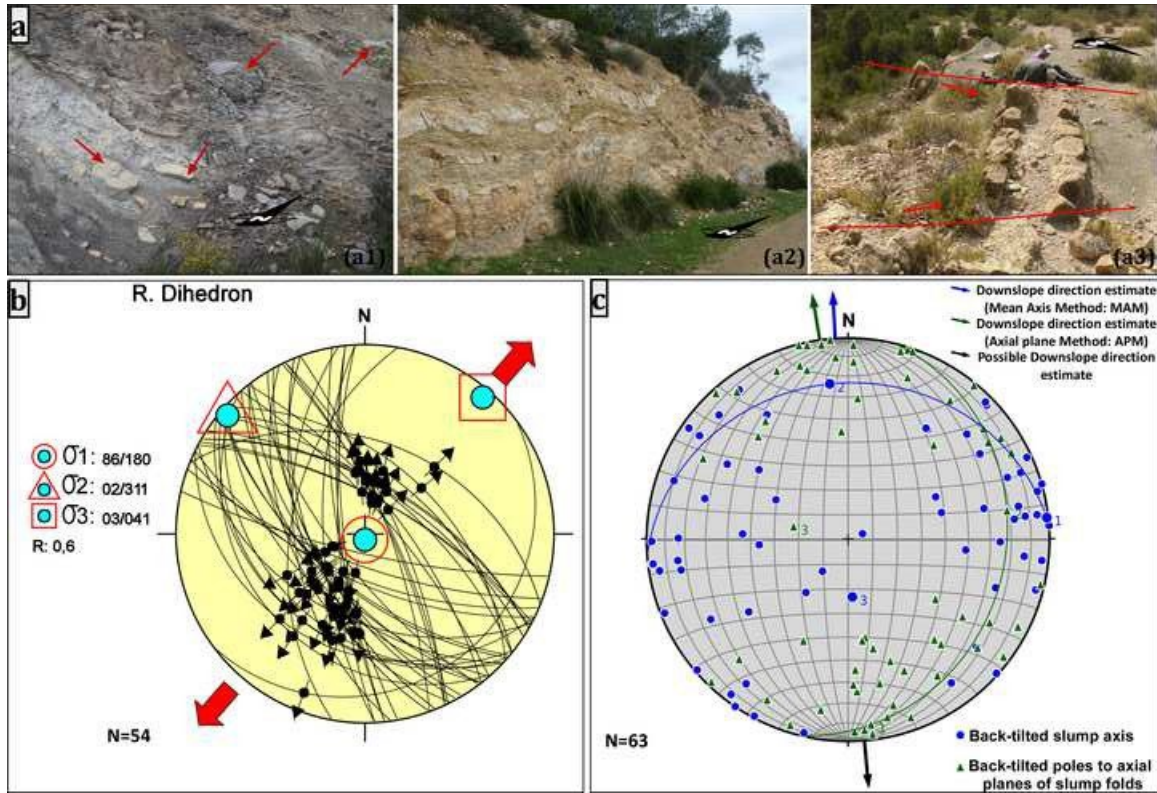 a
(a1)
(a2)
(a3)
b
R. Dihedron
N
σ1: 86/180
σ2: 02/311
σ3: 03/041
R: 0,6
N=54
c
Downslope direction estimate
(Mean Axis Method: MAM)
Downslope direction estimate
(Axial plane Method: APM)
Possible Downslope direction
estimate
N
2
1
3
3
N=63
Back-tilted slump axis
Back-tilted poles to axial
planes of slump folds